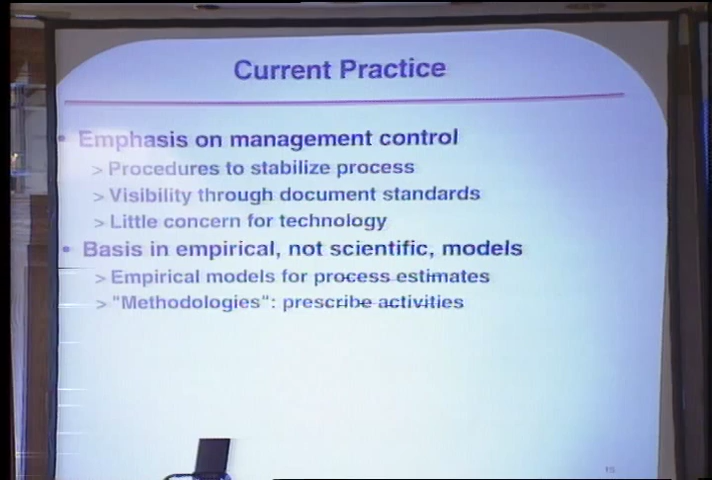 Current Practice
• Emphasis on management control
> Procedures to stabilize process
> Visibility through document standards
> Little concern for technology
• Basis in empirical, not scientific, models
> Empirical models for process estimates
> "Methodologies": prescribe activities
15